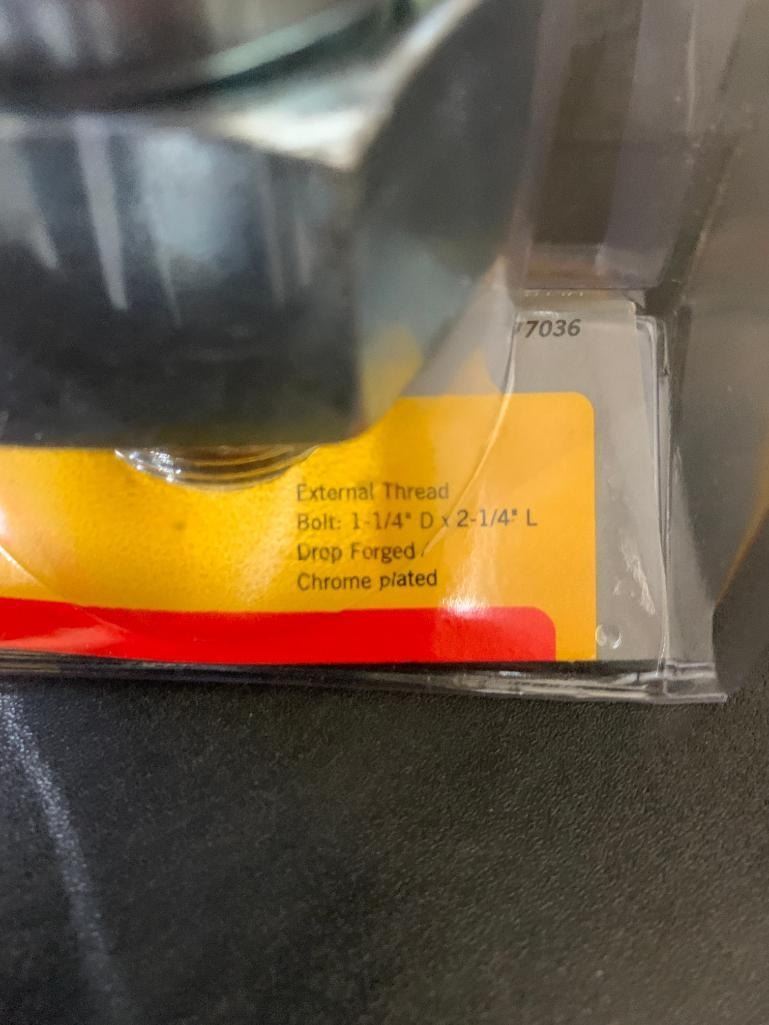 7036
External Thread
Bolt: 1-1/4" D x 2-1/4" L
Drop Forged
Chrome plated